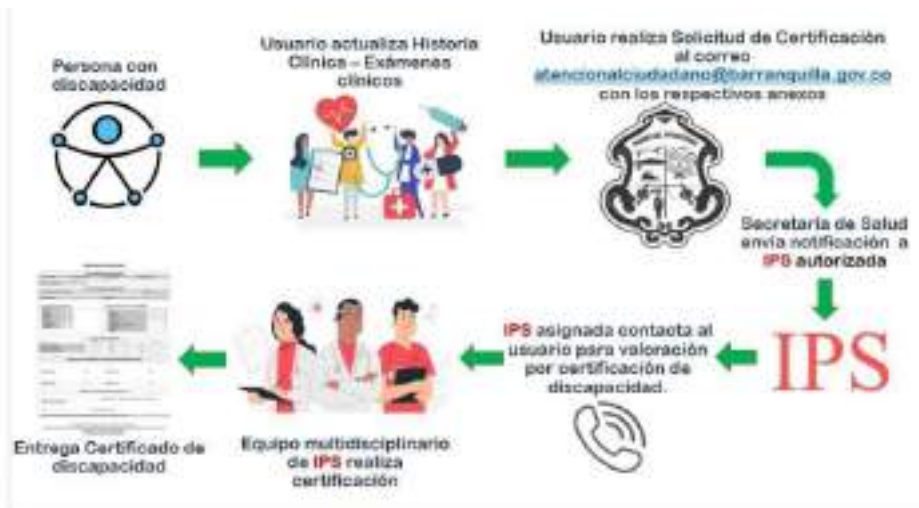 Persona con
discapacidad
Usuario actualiza Historia
Clínica – Exámenes
clínicos
Usuario realiza Solicitud de Certificación
al correo
atencionalciudadano@barranquilla.gov.co
con los respectivos anexos
Secretaría de Salud
envía notificación a
IPS autorizada
IPS
IPS asignada contacta al
usuario para valoración
por certificación de
discapacidad.
Equipo multidisciplinario
de IPS realiza
certificación
Entrega Certificado de
discapacidad